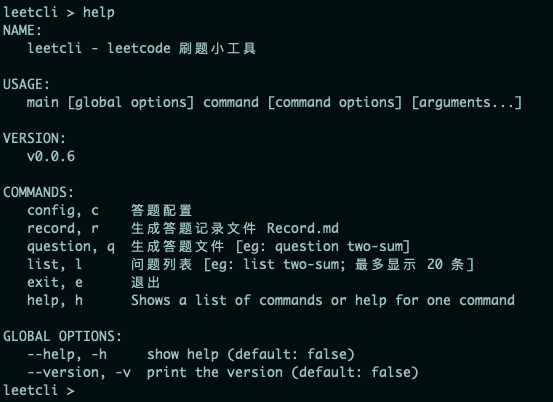 leetcli > help
NAME:
   leetcli - leetcode 刷题小工具

USAGE:
   main [global options] command [command options] [arguments...]

VERSION:
   v0.0.6

COMMANDS:
   config, c    答题配置
   record, r    生成答题记录文件 Record.md
   question, q  生成答题文件 [eg: question two-sum]
   list, l      问题列表 [eg: list two-sum; 最多显示 20 条]
   exit, e      退出
   help, h      Shows a list of commands or help for one command

GLOBAL OPTIONS:
   --help, -h     show help (default: false)
   --version, -v  print the version (default: false)
leetcli >